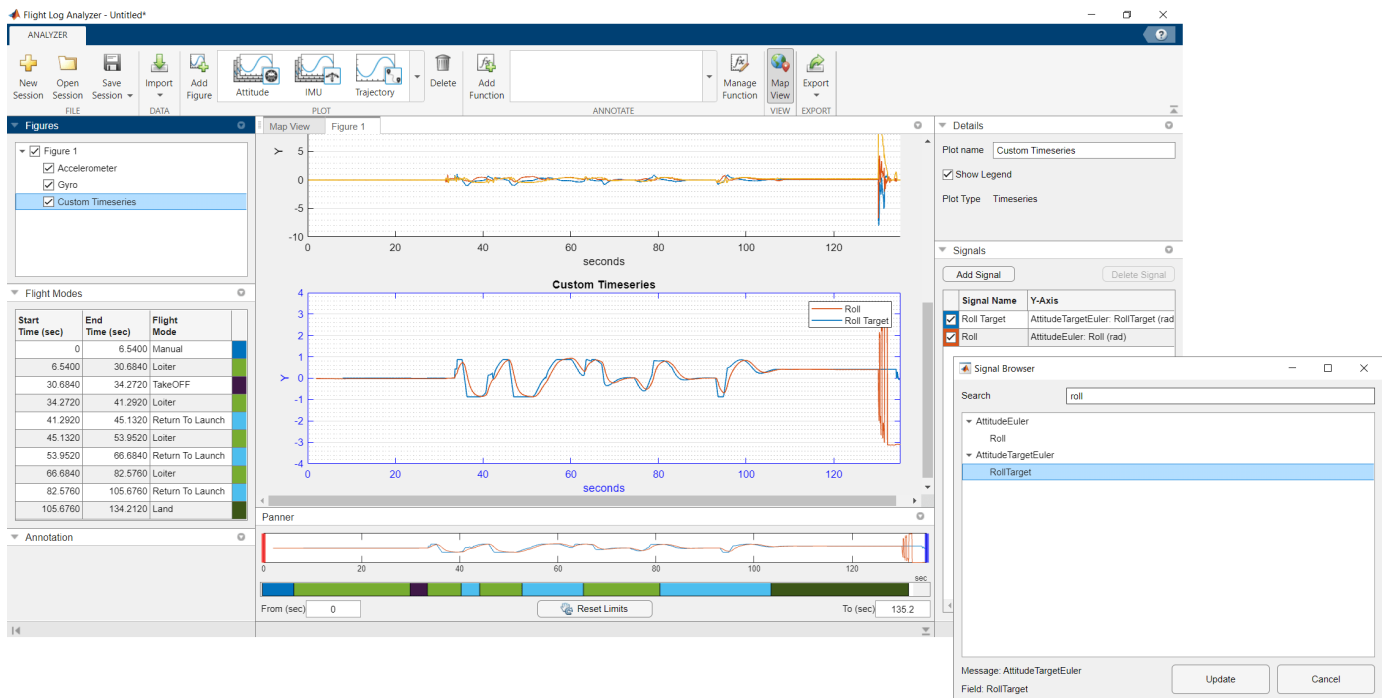 Flight Log Analyzer - Untitled*
ANALYZER
?
New Session
Open Session
Save Session
Import
Add Figure
Attitude
IMU
Trajectory
Delete
Add Function
Manage Function
Map View
Export
FILE
DATA
PLOT
ANNOTATE
VIEW
EXPORT
Figures
Figure 1
Accelerometer
Gyro
Custom Timeseries
Flight Modes
Start Time (sec) End Time (sec) Flight Mode
0 6.5400 Manual
6.5400 30.6840 Loiter
30.6840 34.2720 TakeOFF
34.2720 41.2920 Loiter
41.2920 45.1320 Return To Launch
45.1320 53.9520 Loiter
53.9520 66.6840 Return To Launch
66.6840 82.5760 Loiter
82.5760 105.6760 Return To Launch
105.6760 134.2120 Land
Annotation
Map View
Figure 1
Y
5
0
-5
-10
0 20 40 60 80 100 120
seconds
Custom Timeseries
Y
4
3
2
1
0
-1
-2
-3
-4
Roll
Roll Target
0 20 40 60 80 100 120
seconds
Panner
0 20 40 60 80 100 120
sec
From (sec) 0
Reset Limits
To (sec) 135.2
Details
Plot name Custom Timeseries
Show Legend
Plot Type Timeseries
Signals
Add Signal
Delete Signal
Signal Name Y-Axis
Roll Target AttitudeTargetEuler: RollTarget (rad
Roll AttitudeEuler: Roll (rad)
Signal Browser
Search roll
AttitudeEuler
Roll
AttitudeTargetEuler
RollTarget
Message: AttitudeTargetEuler
Field: RollTarget
Update
Cancel